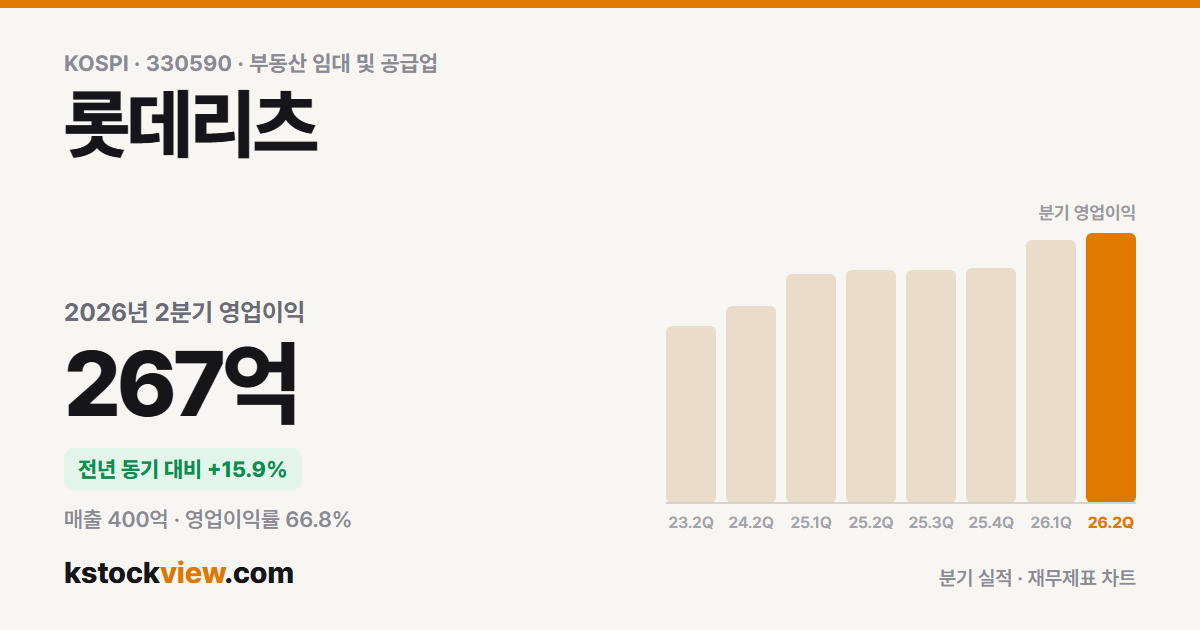 KOSPI · 330590 · 부동산 임대 및 공급업
롯데리츠
분기 영업이익
2026년 2분기 영업이익
267억
전년 동기 대비 +15.9%
매출 400억 · 영업이익률 66.8%
23.2Q 24.2Q 25.1Q 25.2Q 25.3Q 25.4Q 26.1Q 26.2Q
kstockview.com
분기 실적 · 재무제표 차트